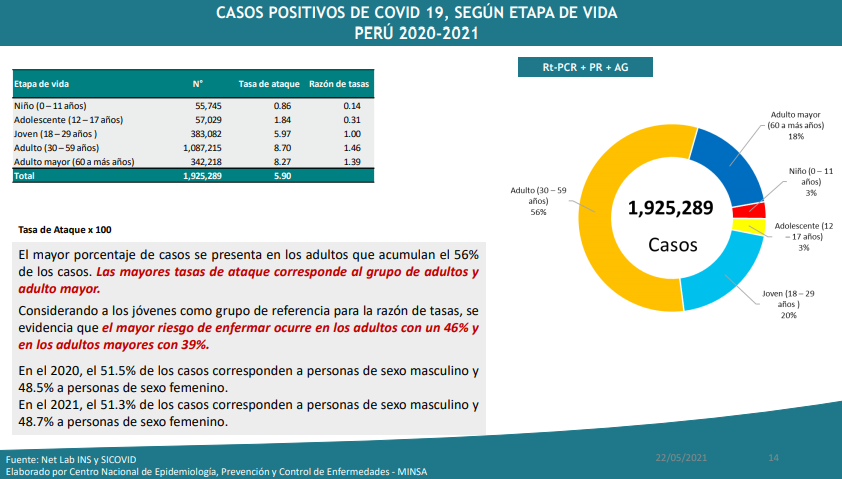 CASOS POSITIVOS DE COVID 19, SEGÚN ETAPA DE VIDA
PERÚ 2020-2021
Rt-PCR + PR + AG
Etapa de vida N° Tasa de ataque Razón de tasas
Niño (0 – 11 años) 55,745 0.86 0.14
Adolescente (12 – 17 años) 57,029 1.84 0.31
Joven (18 – 29 años ) 383,082 5.97 1.00
Adulto (30 – 59 años) 1,087,215 8.70 1.46
Adulto mayor (60 a más años) 342,218 8.27 1.39
Total 1,925,289 5.90
Tasa de Ataque x 100
El mayor porcentaje de casos se presenta en los adultos que acumulan el 56%
de los casos. Las mayores tasas de ataque corresponde al grupo de adultos y
adulto mayor.
Considerando a los jóvenes como grupo de referencia para la razón de tasas, se
evidencia que el mayor riesgo de enfermar ocurre en los adultos con un 46% y
en los adultos mayores con 39%.
En el 2020, el 51.5% de los casos corresponden a personas de sexo masculino y
48.5% a personas de sexo femenino.
En el 2021, el 51.3% de los casos corresponden a personas de sexo masculino y
48.7% a personas de sexo femenino.
Adulto mayor
(60 a más años)
18%
Niño (0 – 11
años)
3%
Adolescente (12
– 17 años)
3%
Joven (18 – 29
años )
20%
Adulto (30 – 59
años)
56%
1,925,289
Casos
Fuente: Net Lab INS y SICOVID
Elaborado por Centro Nacional de Epidemiología, Prevención y Control de Enfermedades - MINSA
22/05/2021 14